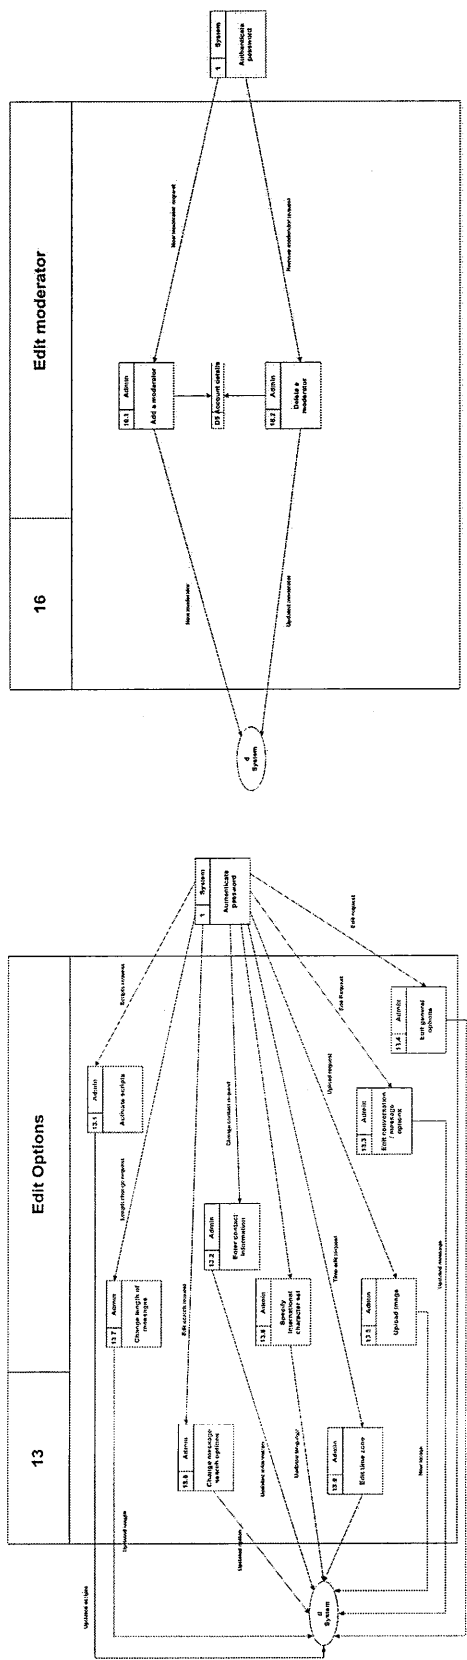 16
Edit moderator
1
System
Authenticate
password
New moderator request
Remove moderator request
16.1
Admin
Add a moderator
D5 Account details
16.2
Admin
Delete a
moderator
New moderator
Updated moderator
d
System
13
Edit Options
1
System
Authenticate
password
Scripts request
Length change request
Edit search request
Change contact request
Time edit request
Upload request
Edit Request
Edit request
13.1
Admin
Activate scripts
13.7
Admin
Change length of
messages
13.8
Admin
Change message
search options
13.2
Admin
Enter contact
information
13.6
Admin
Specify
international
character set
13.9
Admin
Edit time zone
13.5
Admin
Upload image
13.3
Admin
Edit conversation
/ message
options
13.4
Admin
Edit general
options
Updated scripts
Updated length
Updated option
Updated information
Updated language
New image
Updated message
d
System